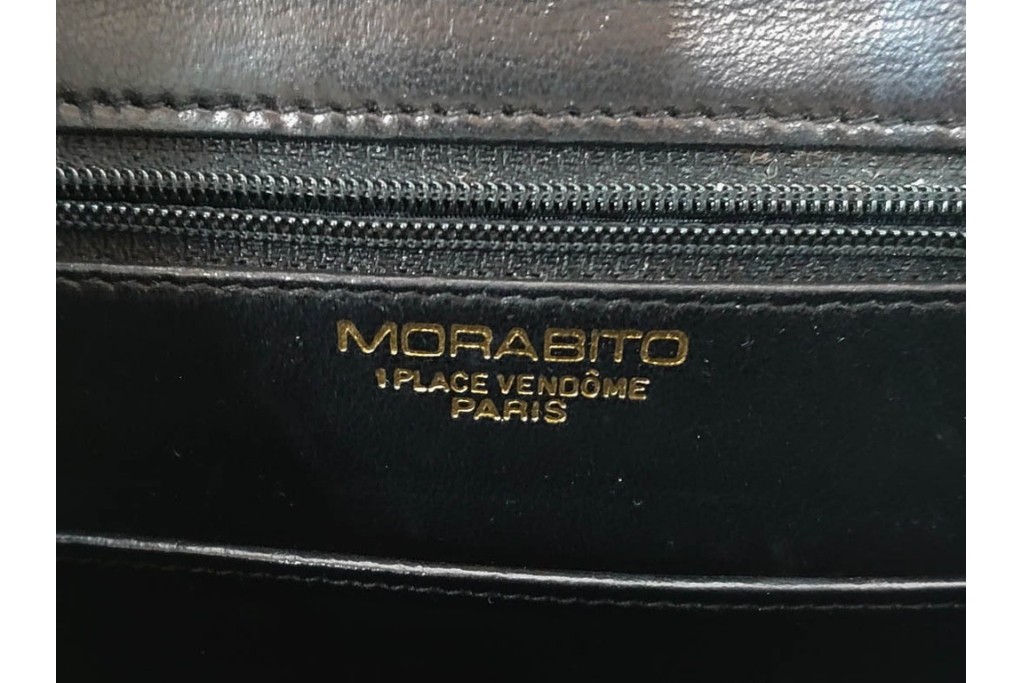 MORABITO
1 PLACE VENDÔME
PARIS